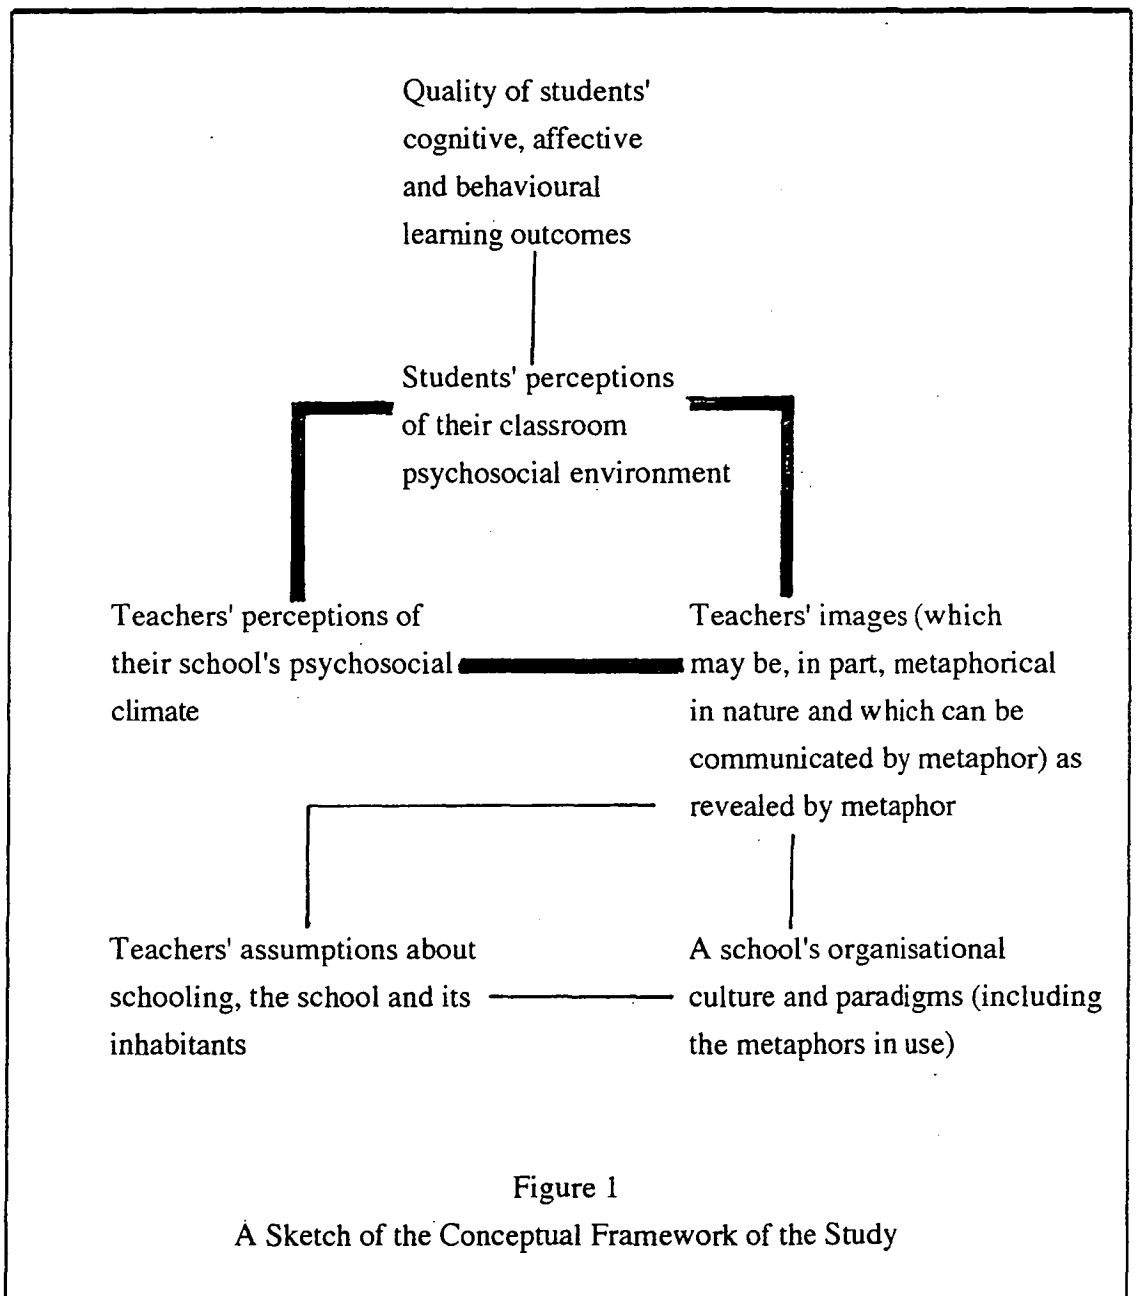 Quality of students'
cognitive, affective
and behavioural
learning outcomes
Students' perceptions
of their classroom
psychosocial environment
Teachers' perceptions of
their school's psychosocial
climate
Teachers' images (which
may be, in part, metaphorical
in nature and which can be
communicated by metaphor) as
revealed by metaphor
Teachers' assumptions about
schooling, the school and its
inhabitants
A school's organisational
culture and paradigms (including
the metaphors in use)
Figure 1
A Sketch of the Conceptual Framework of the Study